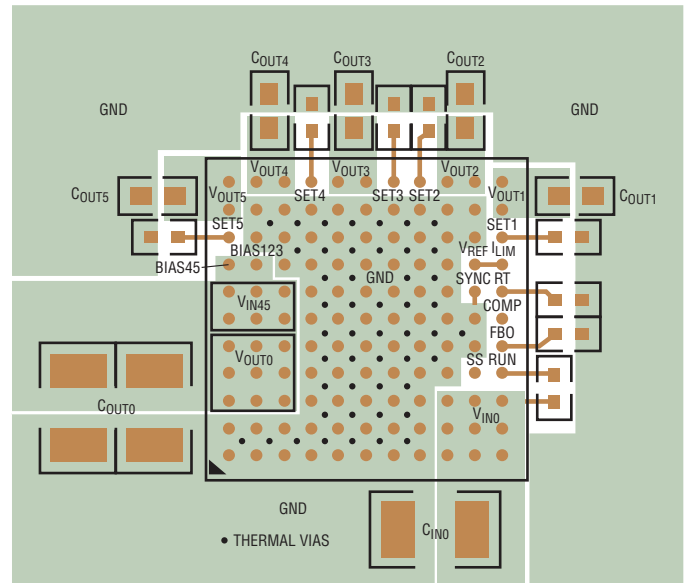 COUT4 COUT3 COUT2
GND GND
VOUT4 VOUT3 VOUT2
COUT5 VOUT5 SET4 SET3 SET2 VOUT1 COUT1
SET5 SET1
BIAS123 VREF ILIM
BIAS45 GND SYNC RT
VIN45 COMP
FBO
VOUT0 SS RUN
COUT0 VIN0
GND
CIN0
• THERMAL VIAS